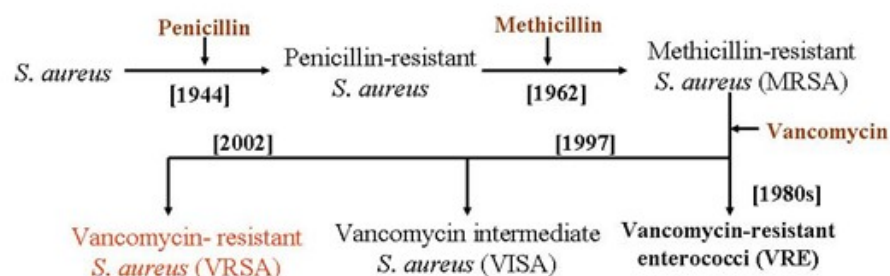 Penicillin
Methicillin
S. aureus
Penicillin-resistant
S. aureus
Methicillin-resistant
S. aureus (MRSA)
[1944]
[1962]
Vancomycin
[2002]
[1997]
[1980s]
Vancomycin- resistant
S. aureus (VRSA)
Vancomycin intermediate
S. aureus (VISA)
Vancomycin-resistant
enterococci (VRE)